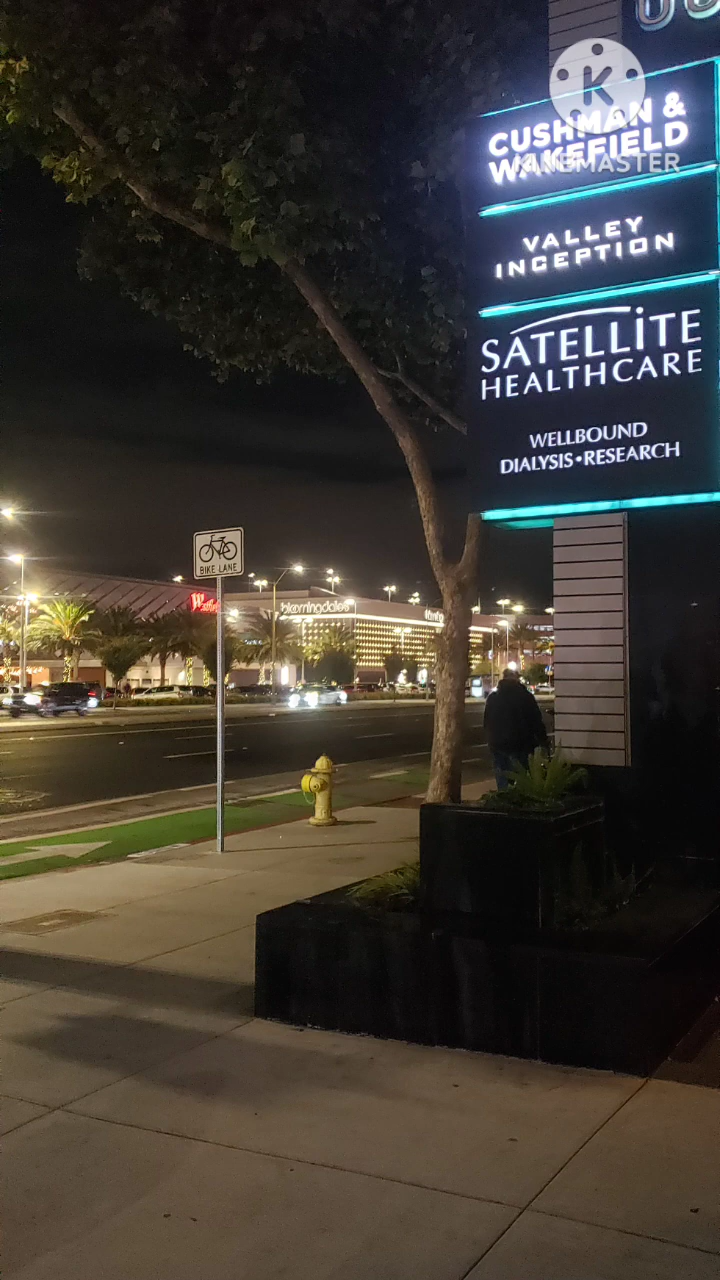 K
KINEMASTER
CUSHMAN &
WAKEFIELD
VALLEY
INCEPTION
SATELLiTE
HEALTHCARE
WELLBOUND
DIALYSIS•RESEARCH
BIKE LANE
bloomingdale's